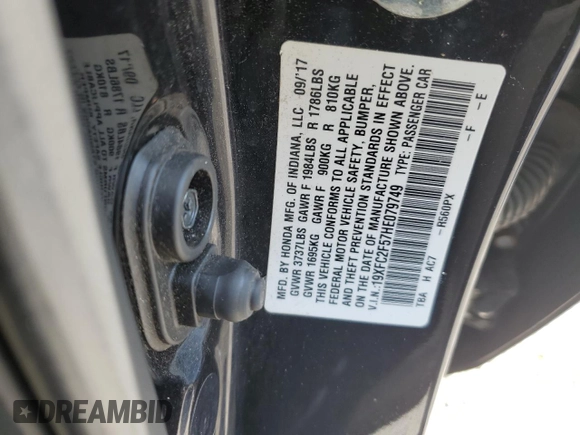 MFD. BY HONDA MFG. OF INDIANA, LLC 09/'17
GVWR 3737LBS GAWR F 1984LBS R 1786LBS
GVWR 1695KG GAWR F 900KG R 810KG
THIS VEHICLE CONFORMS TO ALL APPLICABLE
FEDERAL MOTOR VEHICLE SAFETY, BUMPER,
AND THEFT PREVENTION STANDARDS IN EFFECT
ON THE DATE OF MANUFACTURE SHOWN ABOVE.
V.I.N.:19XFC2F57HE079749 TYPE: PASSENGER CAR
-R560PX -F -E
TBA H AC7
DREAMBID